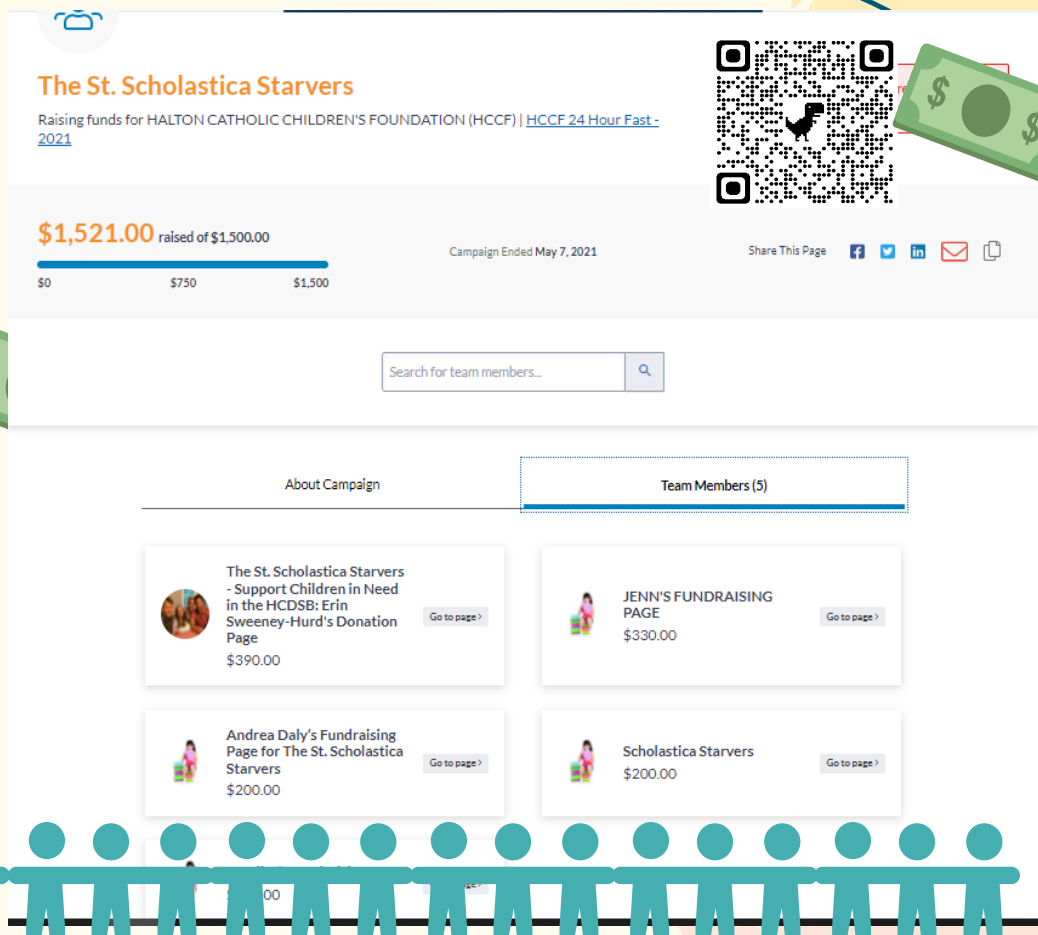 The St. Scholastica Starvers
Raising funds for HALTON CATHOLIC CHILDREN'S FOUNDATION (HCCF) | HCCF 24 Hour Fast -
2021
$1,521.00 raised of $1,500.00
$0 $750 $1,500
Campaign Ended May 7, 2021
Share This Page
Search for team members...
About Campaign
Team Members (5)
The St. Scholastica Starvers
- Support Children in Need
in the HCDSB: Erin
Sweeney-Hurd's Donation
Page
$390.00
Go to page ›
JENN'S FUNDRAISING
PAGE
$330.00
Go to page ›
Andrea Daly's Fundraising
Page for The St. Scholastica
Starvers
$200.00
Go to page ›
Scholastica Starvers
$200.00
Go to page ›